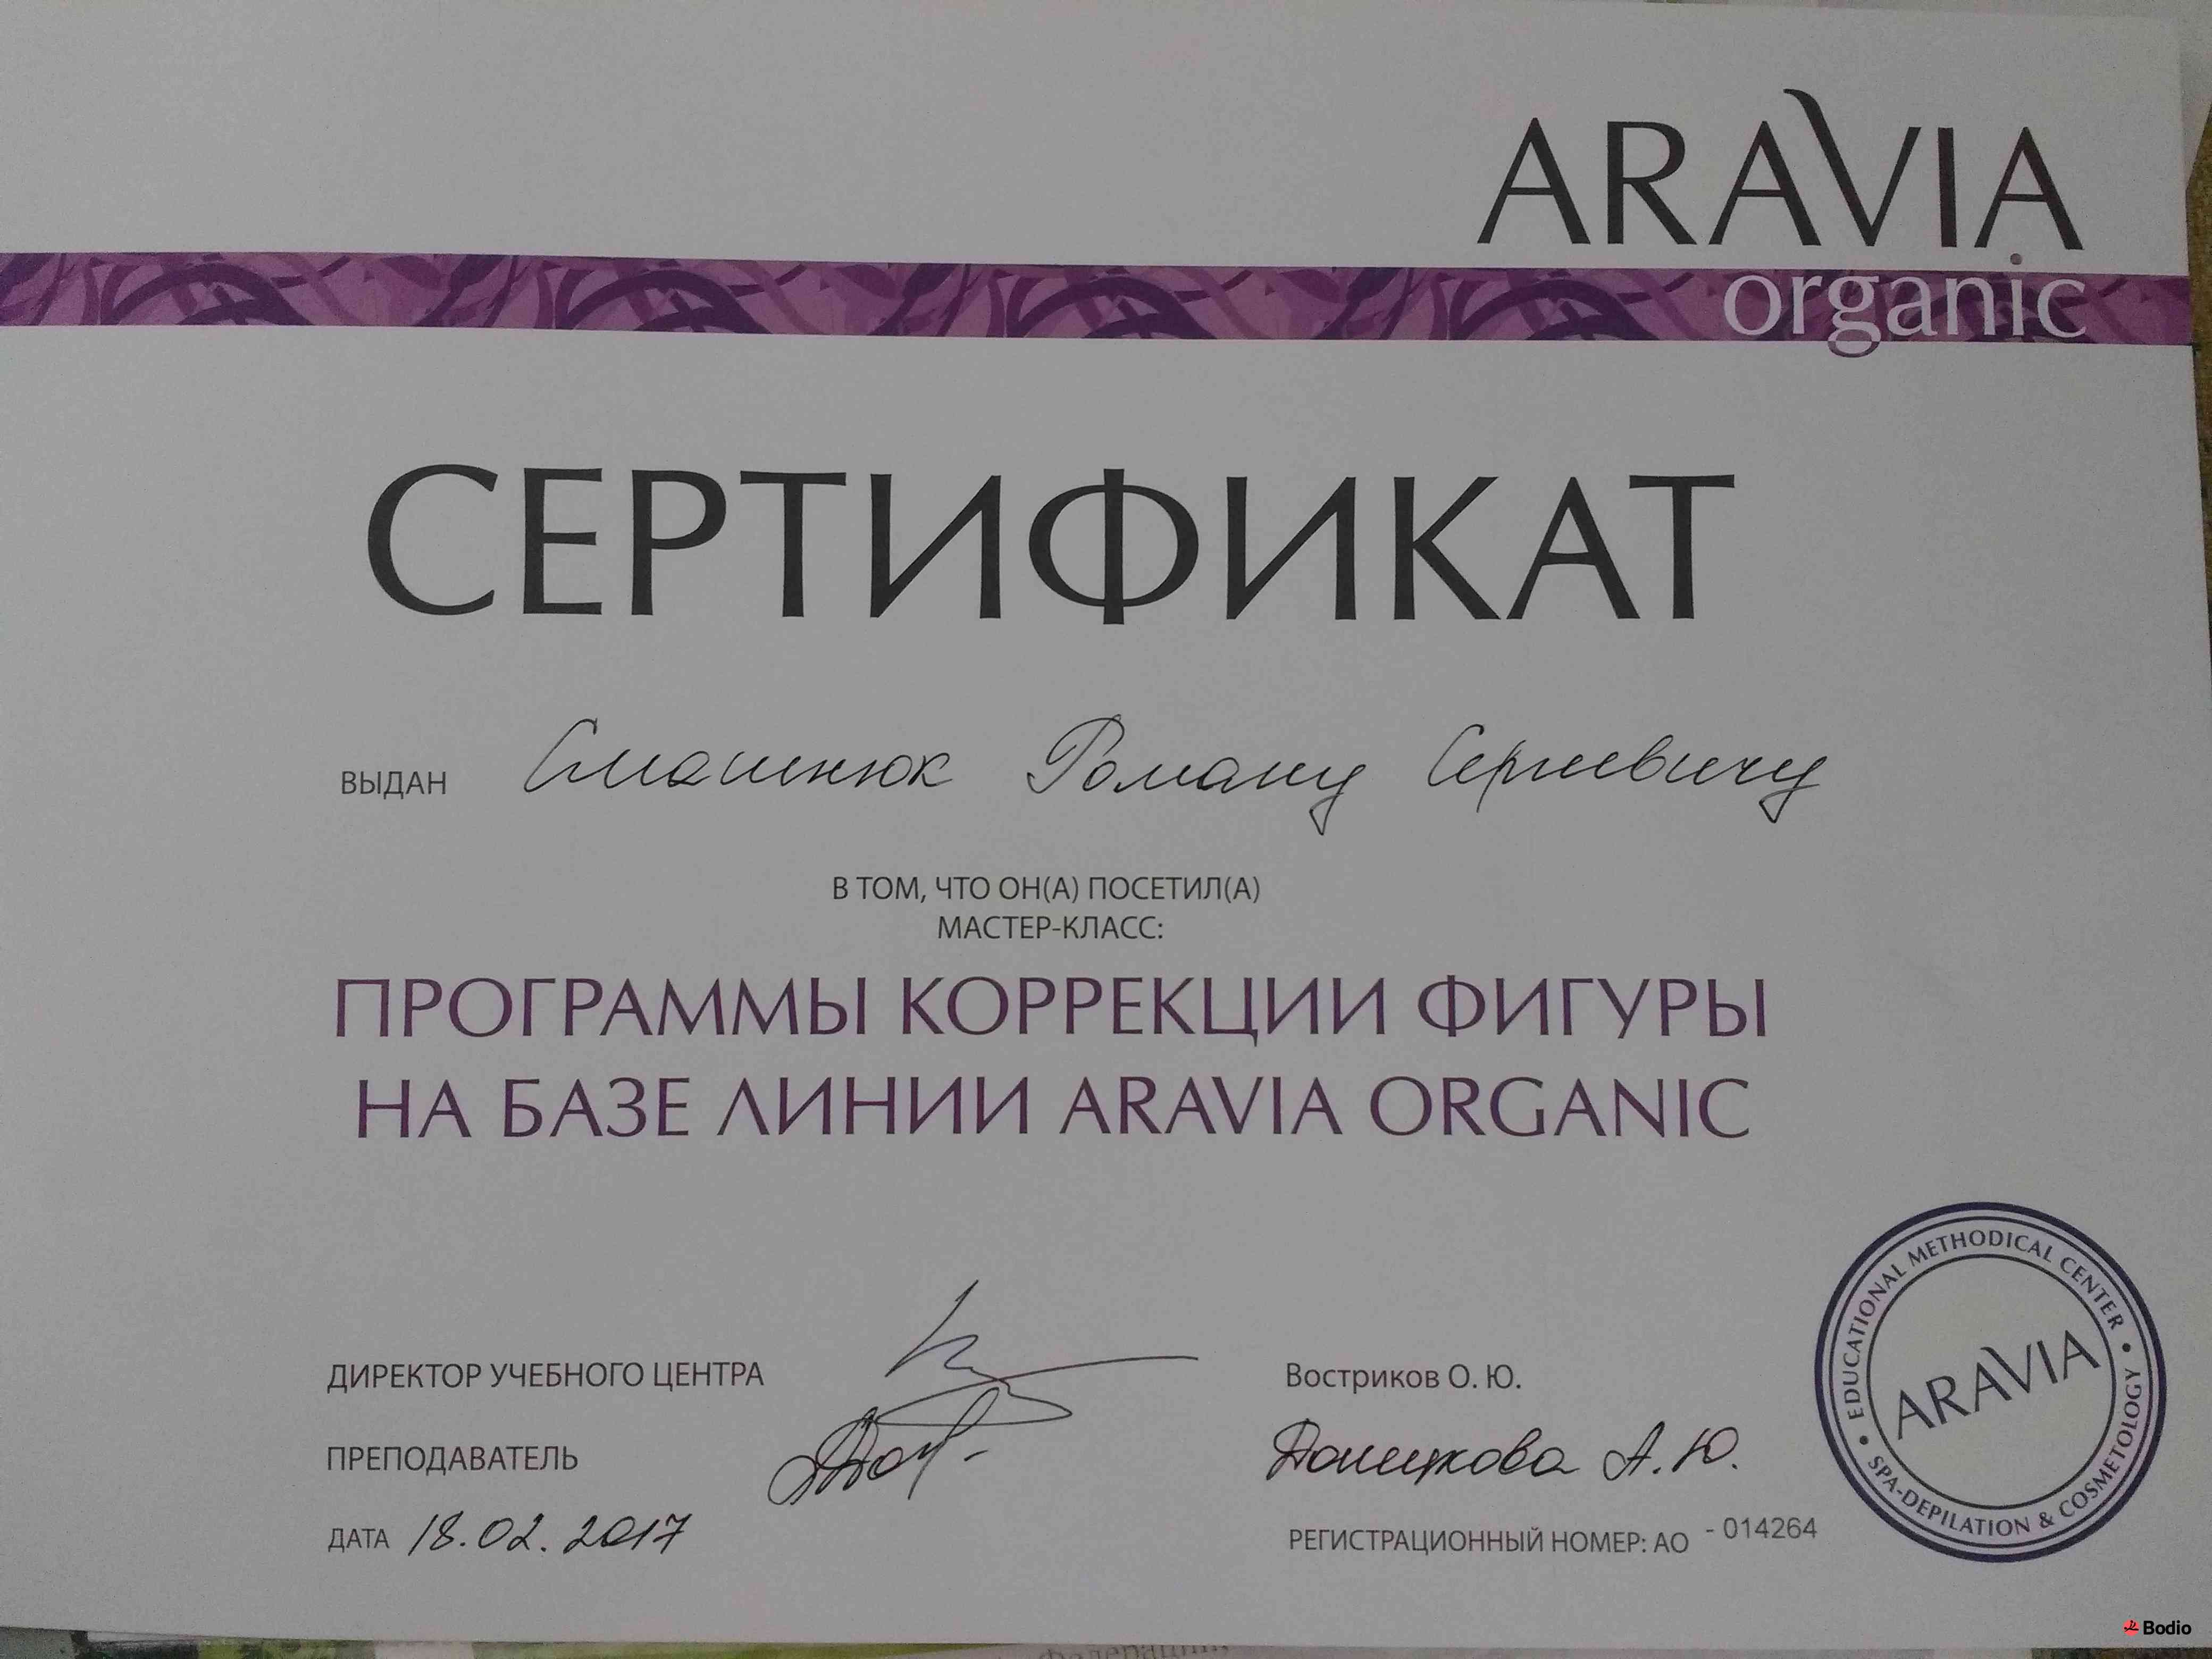 ARAVIA
organic
СЕРТИФИКАТ
ВЫДАН Смашнюк Роману Сергеевичу
В ТОМ, ЧТО ОН(А) ПОСЕТИЛ(А)
МАСТЕР-КЛАСС:
ПРОГРАММЫ КОРРЕКЦИИ ФИГУРЫ
НА БАЗЕ ЛИНИИ ARAVIA ORGANIC
ДИРЕКТОР УЧЕБНОГО ЦЕНТРА Востриков О. Ю.
ПРЕПОДАВАТЕЛЬ А.Ю.
ДАТА 18.02.2017 РЕГИСТРАЦИОННЫЙ НОМЕР: АО - 014264
EDUCATIONAL METHODICAL CENTER
ARAVIA
SPA-DEPILATION & COSMETOLOGY
Bodio